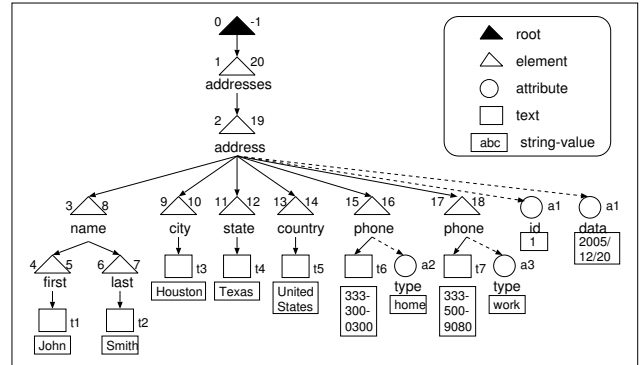 0 -1
root
1 20
addresses
element
attribute
2 19
address
text
abc string-value
3 8
name
9 10
city
11 12
state
13 14
country
15 16
phone
17 18
phone
a1
id
1
a1
data
2005/
12/20
4 5
first
6 7
last
t3
Houston
t4
Texas
t5
United
States
t6
333-
300-
0300
a2
type
home
t7
333-
500-
9080
a3
type
work
t1
John
t2
Smith